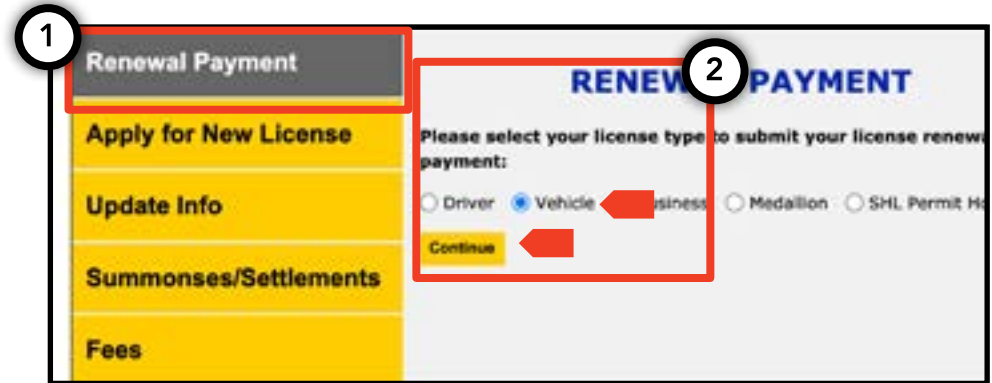 1
Renewal Payment
Apply for New License
Update Info
Summonses/Settlements
Fees
2
PAYMENT
Please select your license type to submit your license
payment:
Driver Vehicle Medallion SHL Permit
Continue